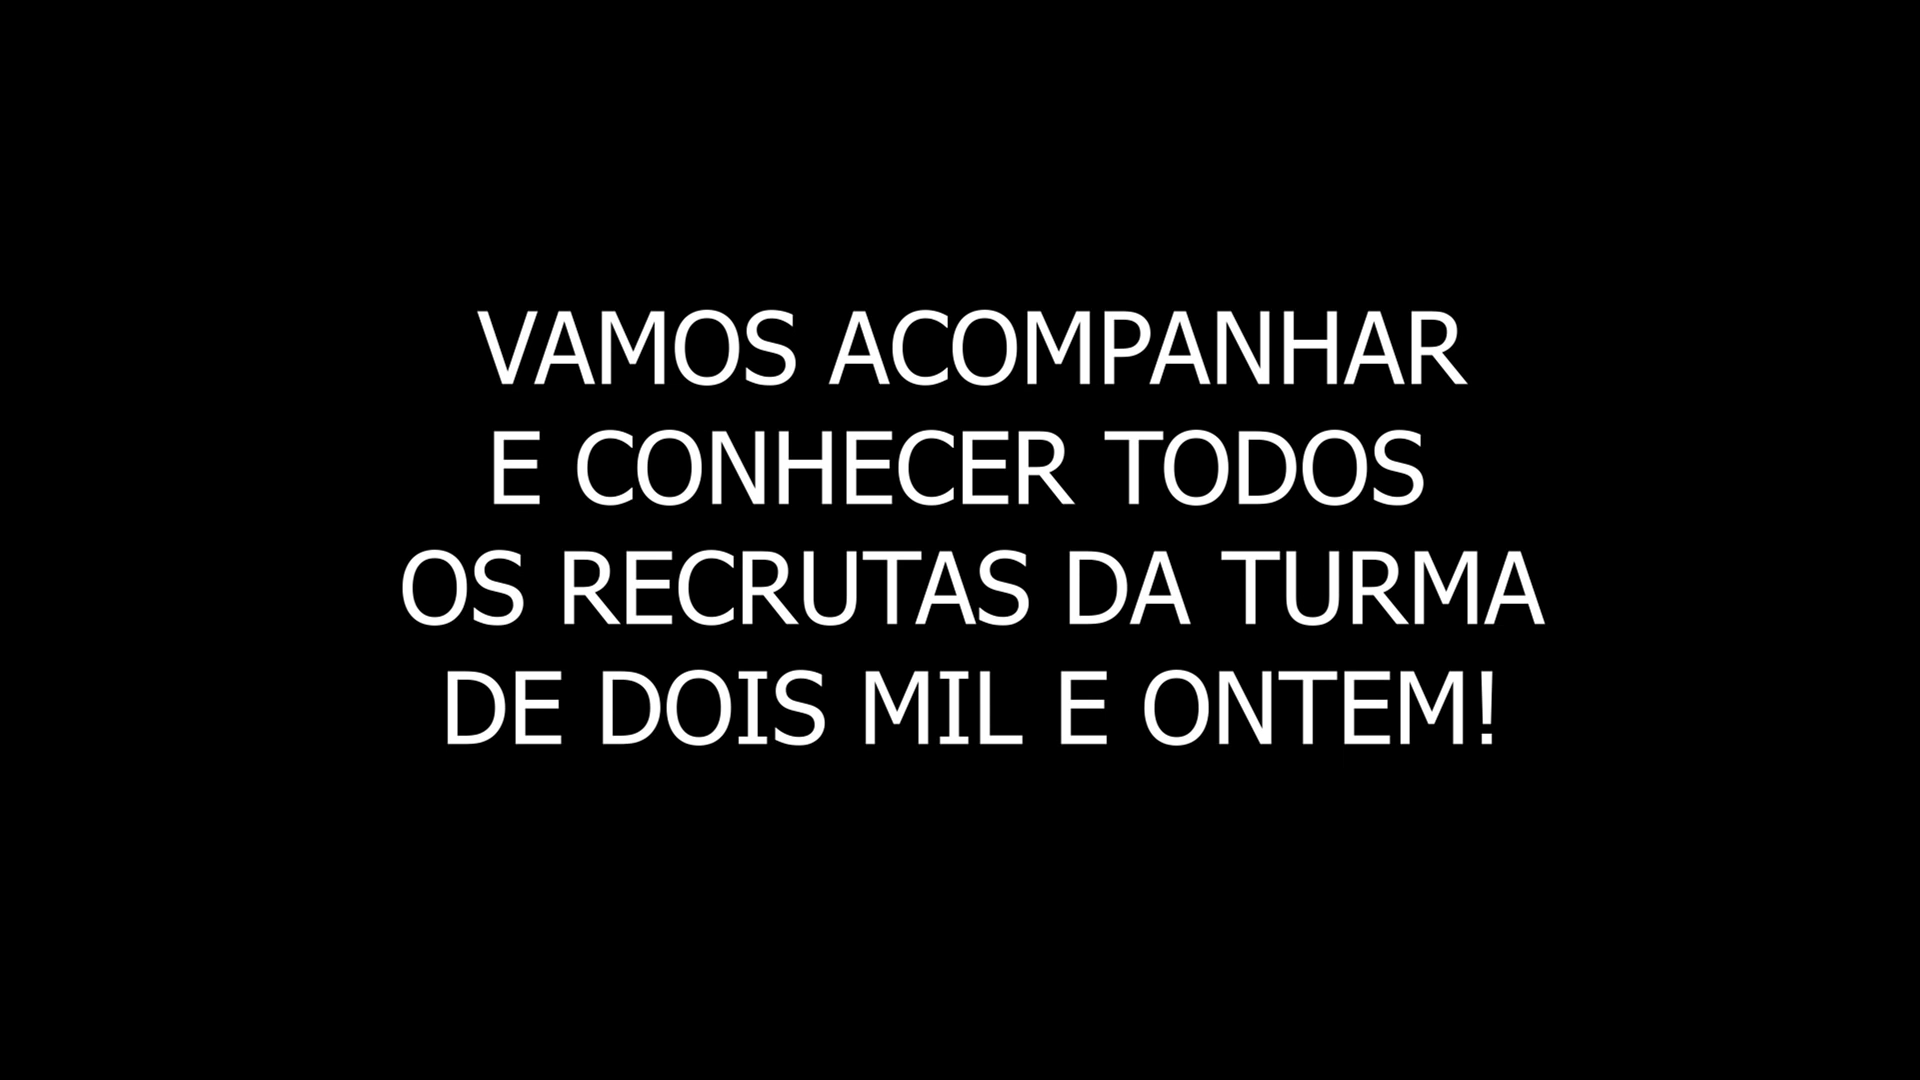 VAMOS ACOMPANHAR
E CONHECER TODOS
OS RECRUTAS DA TURMA
DE DOIS MIL E ONTEM!